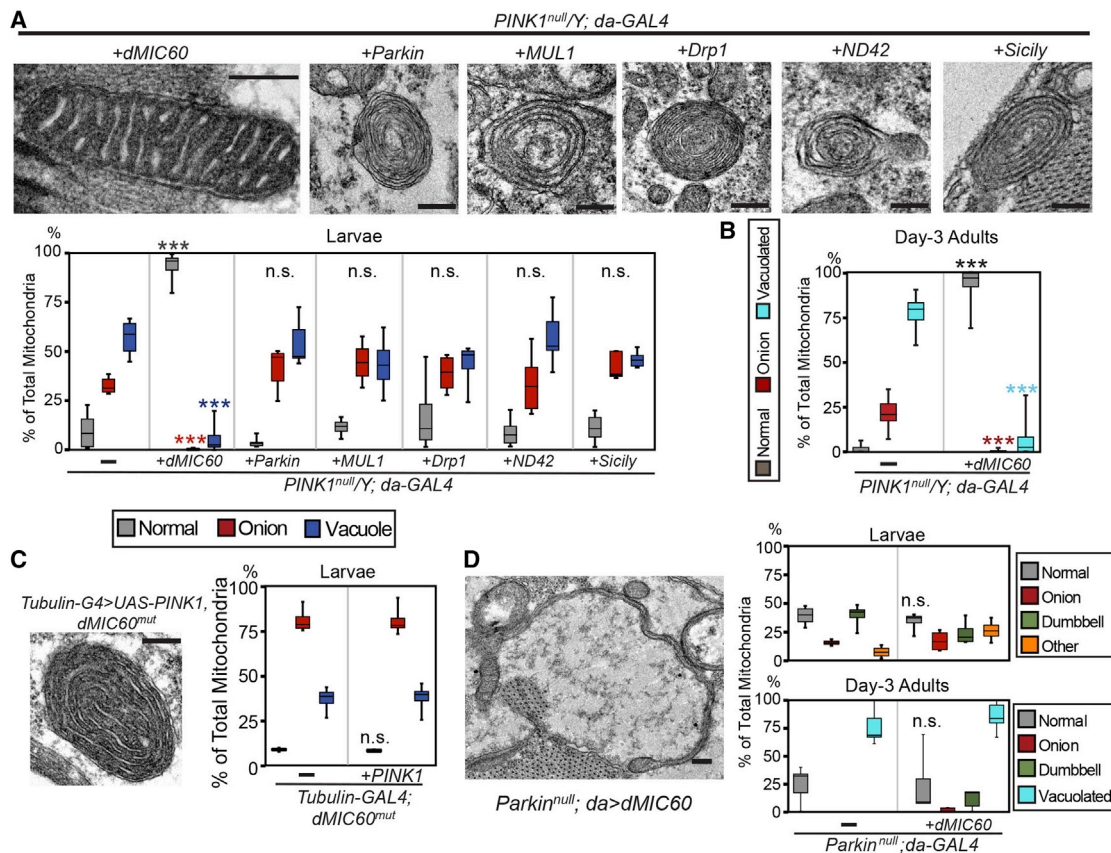 A
PINK1null/Y; da-GAL4
+dMIC60 +Parkin +MUL1 +Drp1 +ND42 +Sicily
%
Larvae
% of Total Mitochondria
100
75
50
25
0
***
***
***
n.s. n.s. n.s. n.s. n.s.
– +dMIC60 +Parkin +MUL1 +Drp1 +ND42 +Sicily
PINK1null/Y; da-GAL4
Normal Onion Vacuole
B
Vacuolated
Onion
Normal
Day-3 Adults
%
% of Total Mitochondria
100
75
50
25
0
***
***
***
– +dMIC60
PINK1null/Y; da-GAL4
C
Tubulin-G4>UAS-PINK1,
dMIC60mut
%
Larvae
% of Total Mitochondria
100
75
50
25
0
n.s.
– +PINK1
Tubulin-GAL4;
dMIC60mut
D
Parkinnull; da>dMIC60
%
Larvae
% of Total Mitochondria
100
75
50
25
0
n.s.
Normal
Onion
Dumbbell
Other
Day-3 Adults
100
75
50
25
0
n.s.
Normal
Onion
Dumbbell
Vacuolated
– +dMIC60
Parkinnull;da-GAL4